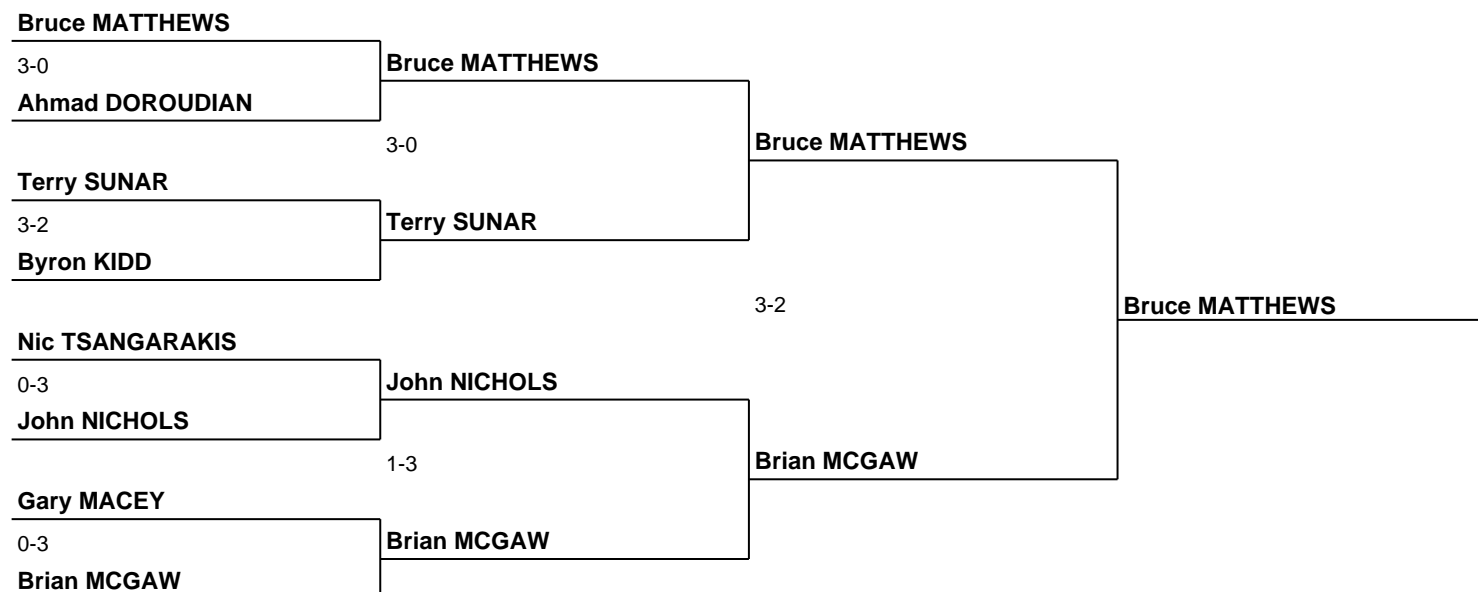 Bruce MATTHEWS
3-0
Ahmad DOROUDIAN
Bruce MATTHEWS
3-0
Bruce MATTHEWS
Terry SUNAR
3-2
Byron KIDD
Terry SUNAR
3-2
Bruce MATTHEWS
Nic TSANGARAKIS
0-3
John NICHOLS
John NICHOLS
1-3
Brian MCGAW
Gary MACEY
0-3
Brian MCGAW
Brian MCGAW